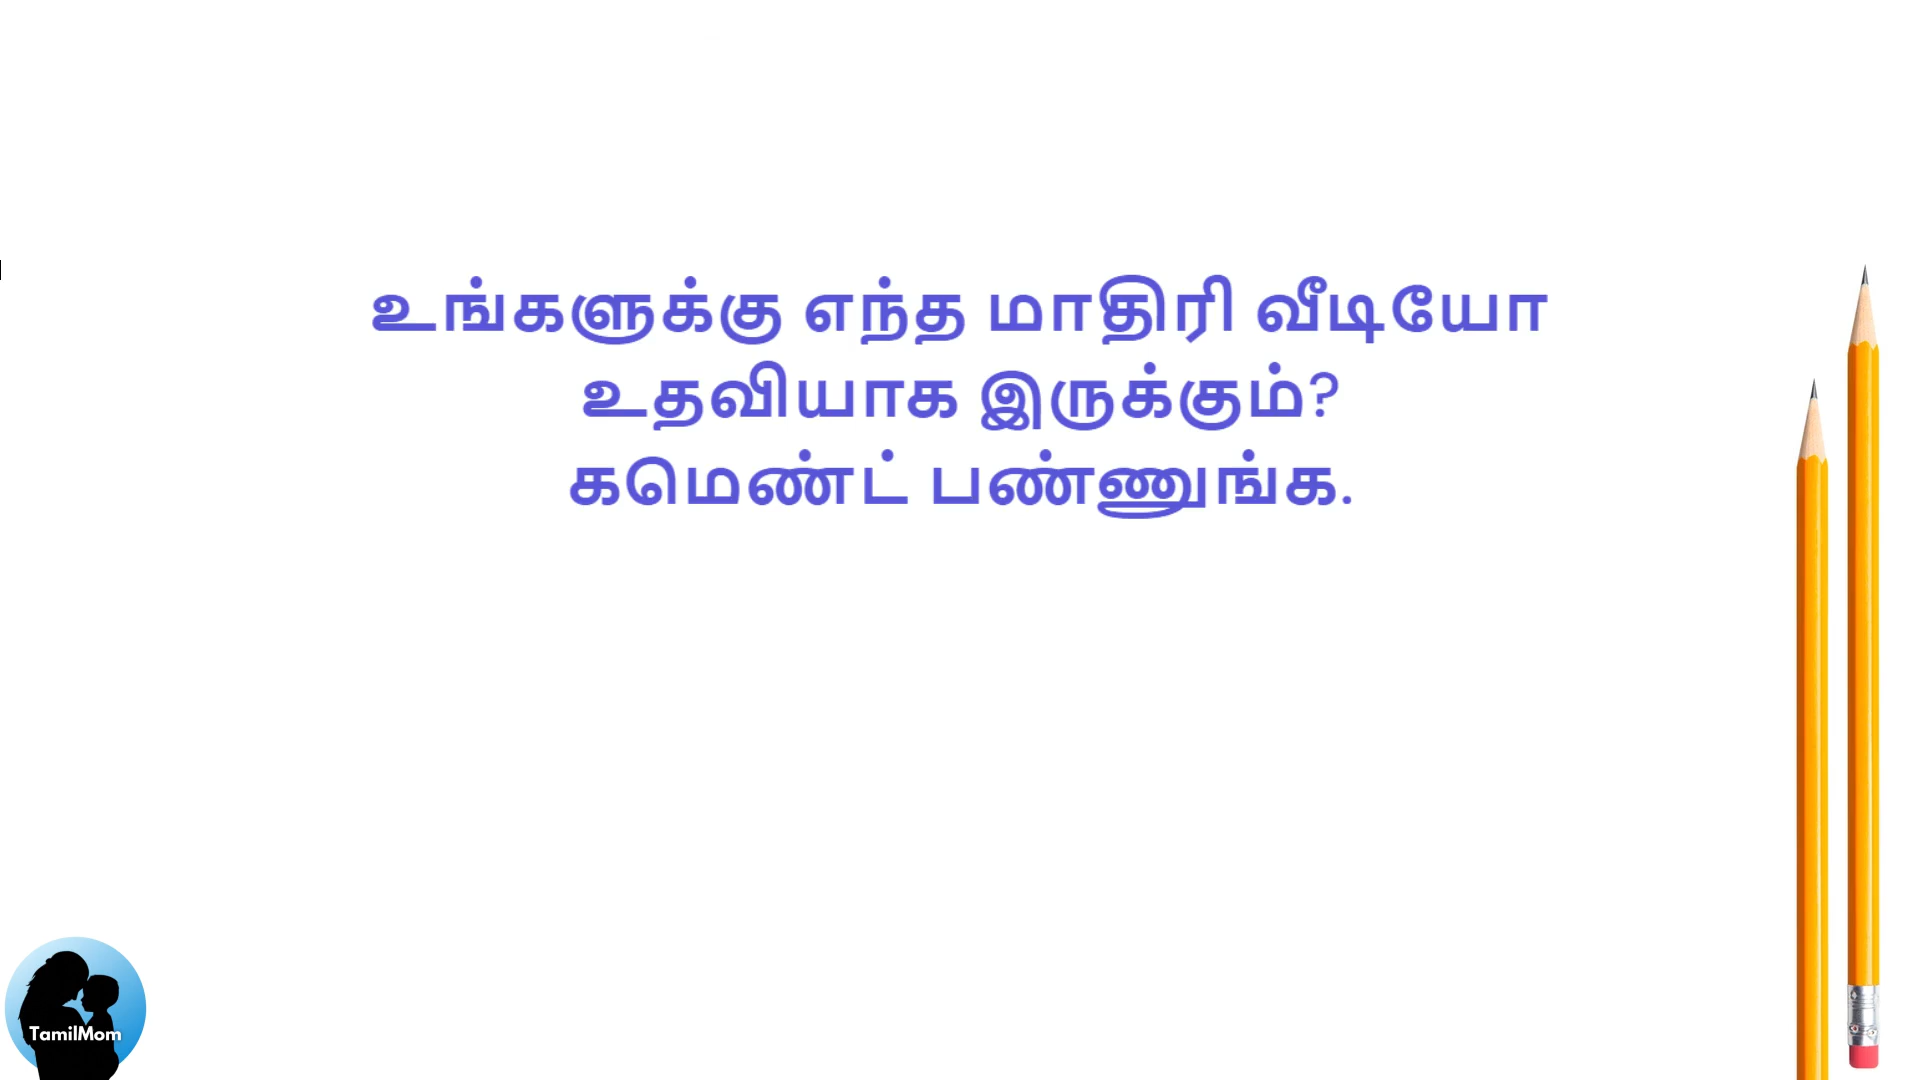 உங்களுக்கு எந்த மாதிரி வீடியோ
உதவியாக இருக்கும்?
கமெண்ட் பண்ணுங்க.
TamilMom